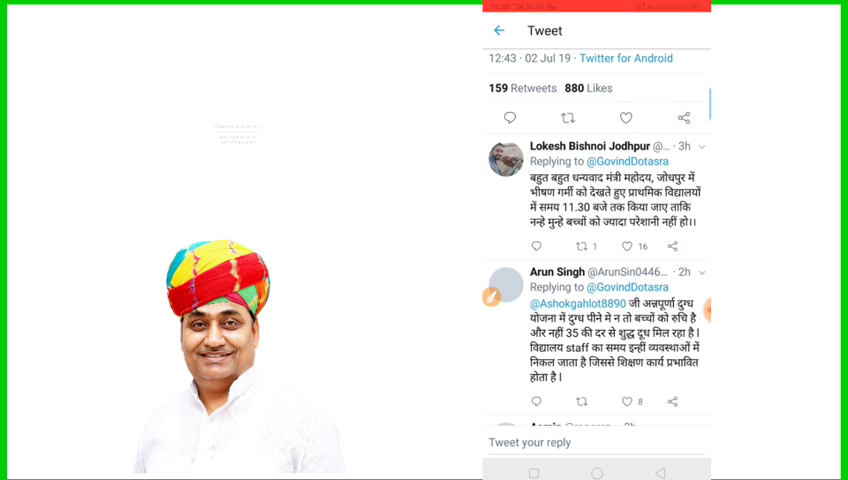 Tweet
12:43 · 02 Jul 19 · Twitter for Android
159 Retweets 880 Likes
Lokesh Bishnoi Jodhpur @... · 3h
Replying to @GovindDotasra
बहुत बहुत धन्यवाद मंत्री महोदय, जोधपुर में
भीषण गर्मी को देखते हुए प्राथमिक विद्यालयों
में समय 11.30 बजे तक किया जाए ताकि
नन्हे मुन्हे बच्चों को ज्यादा परेशानी नहीं हो।।
1 16
Arun Singh @ArunSin0446... · 2h
Replying to @GovindDotasra
@Ashokgahlot8890 जी अन्नपूर्णा दुग्ध
योजना में दुग्ध पीने मे न तो बच्चों को रुचि है
और नहीं 35 की दर से शुद्ध दूध मिल रहा है l
विद्यालय staff का समय इन्हीं व्यवस्थाओं में
निकल जाता है जिससे शिक्षण कार्य प्रभावित
होता है l
8
Tweet your reply